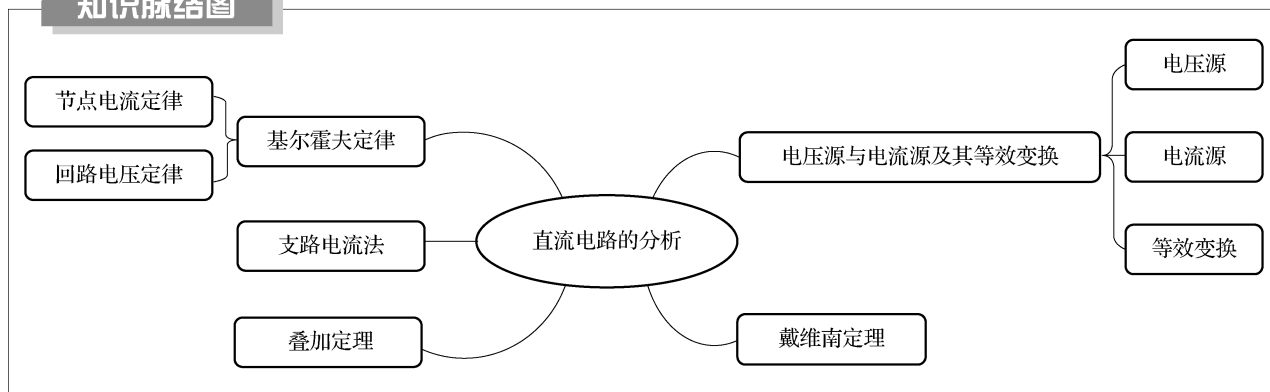 知识脉络图
节点电流定律
回路电压定律
基尔霍夫定律
支路电流法
叠加定理
直流电路的分析
电压源与电流源及其等效变换
电压源
电流源
等效变换
戴维南定理